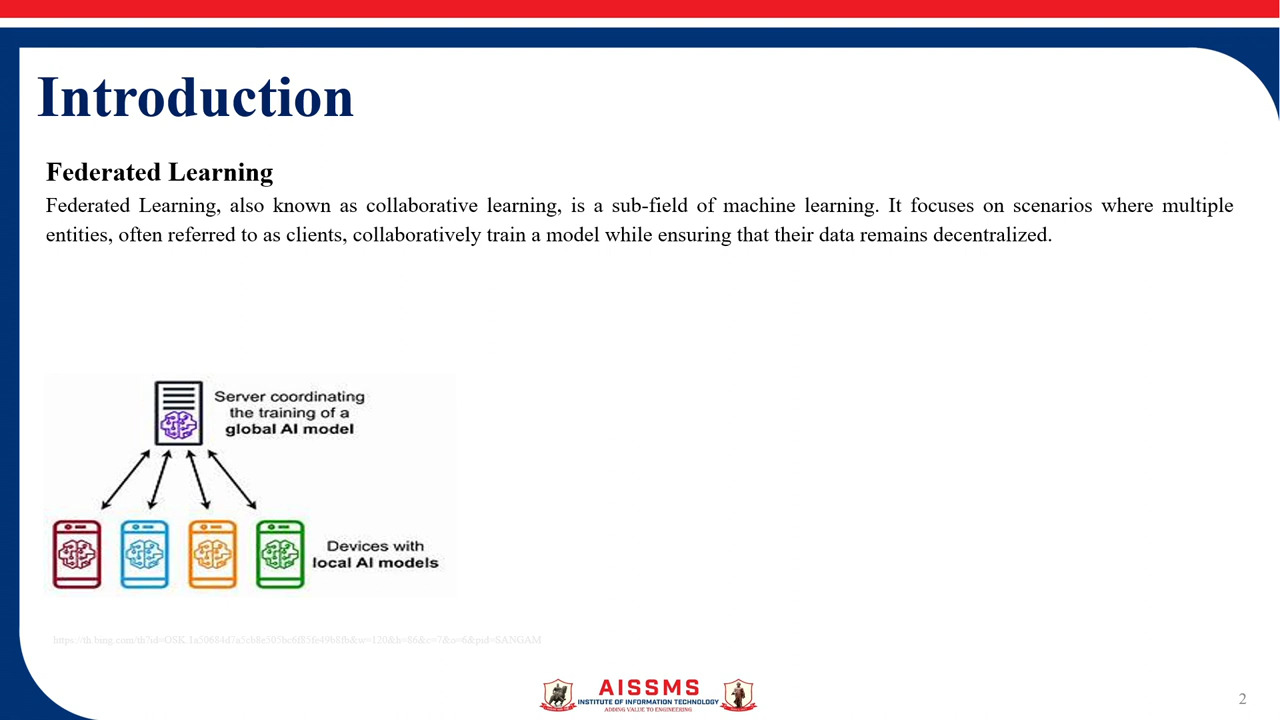 Introduction
Federated Learning
Federated Learning, also known as collaborative learning, is a sub-field of machine learning. It focuses on scenarios where multiple
entities, often referred to as clients, collaboratively train a model while ensuring that their data remains decentralized.
Server coordinating
the training of a
global AI model
Devices with
local AI models
AISSMS
INSTITUTE OF INFORMATION TECHNOLOGY
ADDING VALUE TO ENGINEERING
2